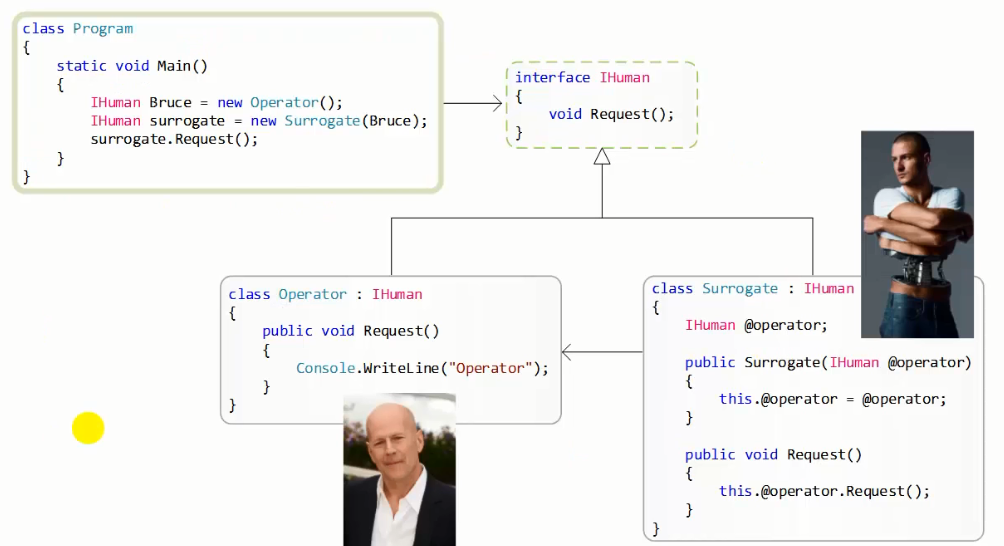 class Program
{
static void Main()
{
IHuman Bruce = new Operator();
IHuman surrogate = new Surrogate(Bruce);
surrogate.Request();
}
}
interface IHuman
{
void Request();
}
class Operator : IHuman
{
public void Request()
{
Console.WriteLine("Operator");
}
}
class Surrogate : IHuman
{
IHuman @operator;
public Surrogate(IHuman @operator)
{
this.@operator = @operator;
}
public void Request()
{
this.@operator.Request();
}
}